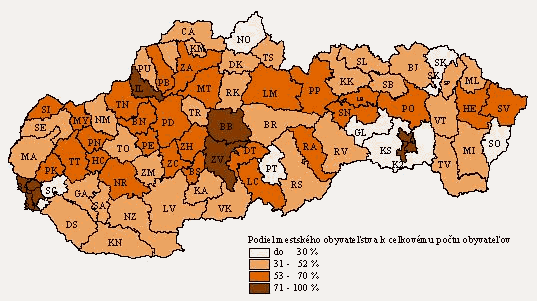 CA
NO
KM
TS
PU
ZA
DK
SL
BJ
SK
PB
KK
SB
SK
ML
IL
MT
RK
LM
PP
TN
SI
SN
PO
HE
SV
MY
NM
BN
PD
TR
BB
BR
GL
VT
SE
PN
TO
PE
ZH
DT
RA
RV
KS
MI
SO
MA
TT
HC
ZC
ZV
PT
TV
PK
NR
ZM
BS
LC
RS
SC
GA
KA
SA
LV
VK
NZ
DS
KN
Podiel mestského obyvateľstva k celkovému počtu obyvateľov
do 30 %
31 - 52 %
53 - 70 %
71 - 100 %